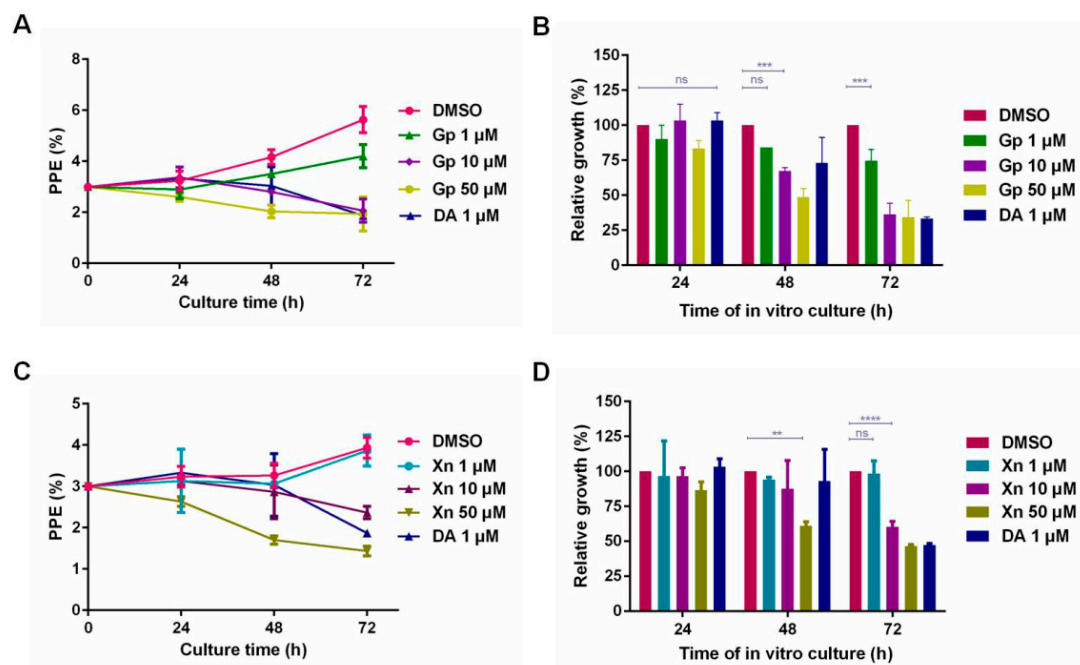 A
PPE (%)
8
6
4
2
0
0
24
48
72
Culture time (h)
DMSO
Gp 1 µM
Gp 10 µM
Gp 50 µM
DA 1 µM
B
Relative growth (%)
150
125
100
75
50
25
0
ns
***
ns
***
24
48
72
Time of in vitro culture (h)
DMSO
Gp 1 µM
Gp 10 µM
Gp 50 µM
DA 1 µM
C
PPE (%)
5
4
3
2
1
0
0
24
48
72
Culture time (h)
DMSO
Xn 1 µM
Xn 10 µM
Xn 50 µM
DA 1 µM
D
Relative growth (%)
150
125
100
75
50
25
0
**
****
ns
24
48
72
Time of in vitro culture (h)
DMSO
Xn 1 µM
Xn 10 µM
Xn 50 µM
DA 1 µM